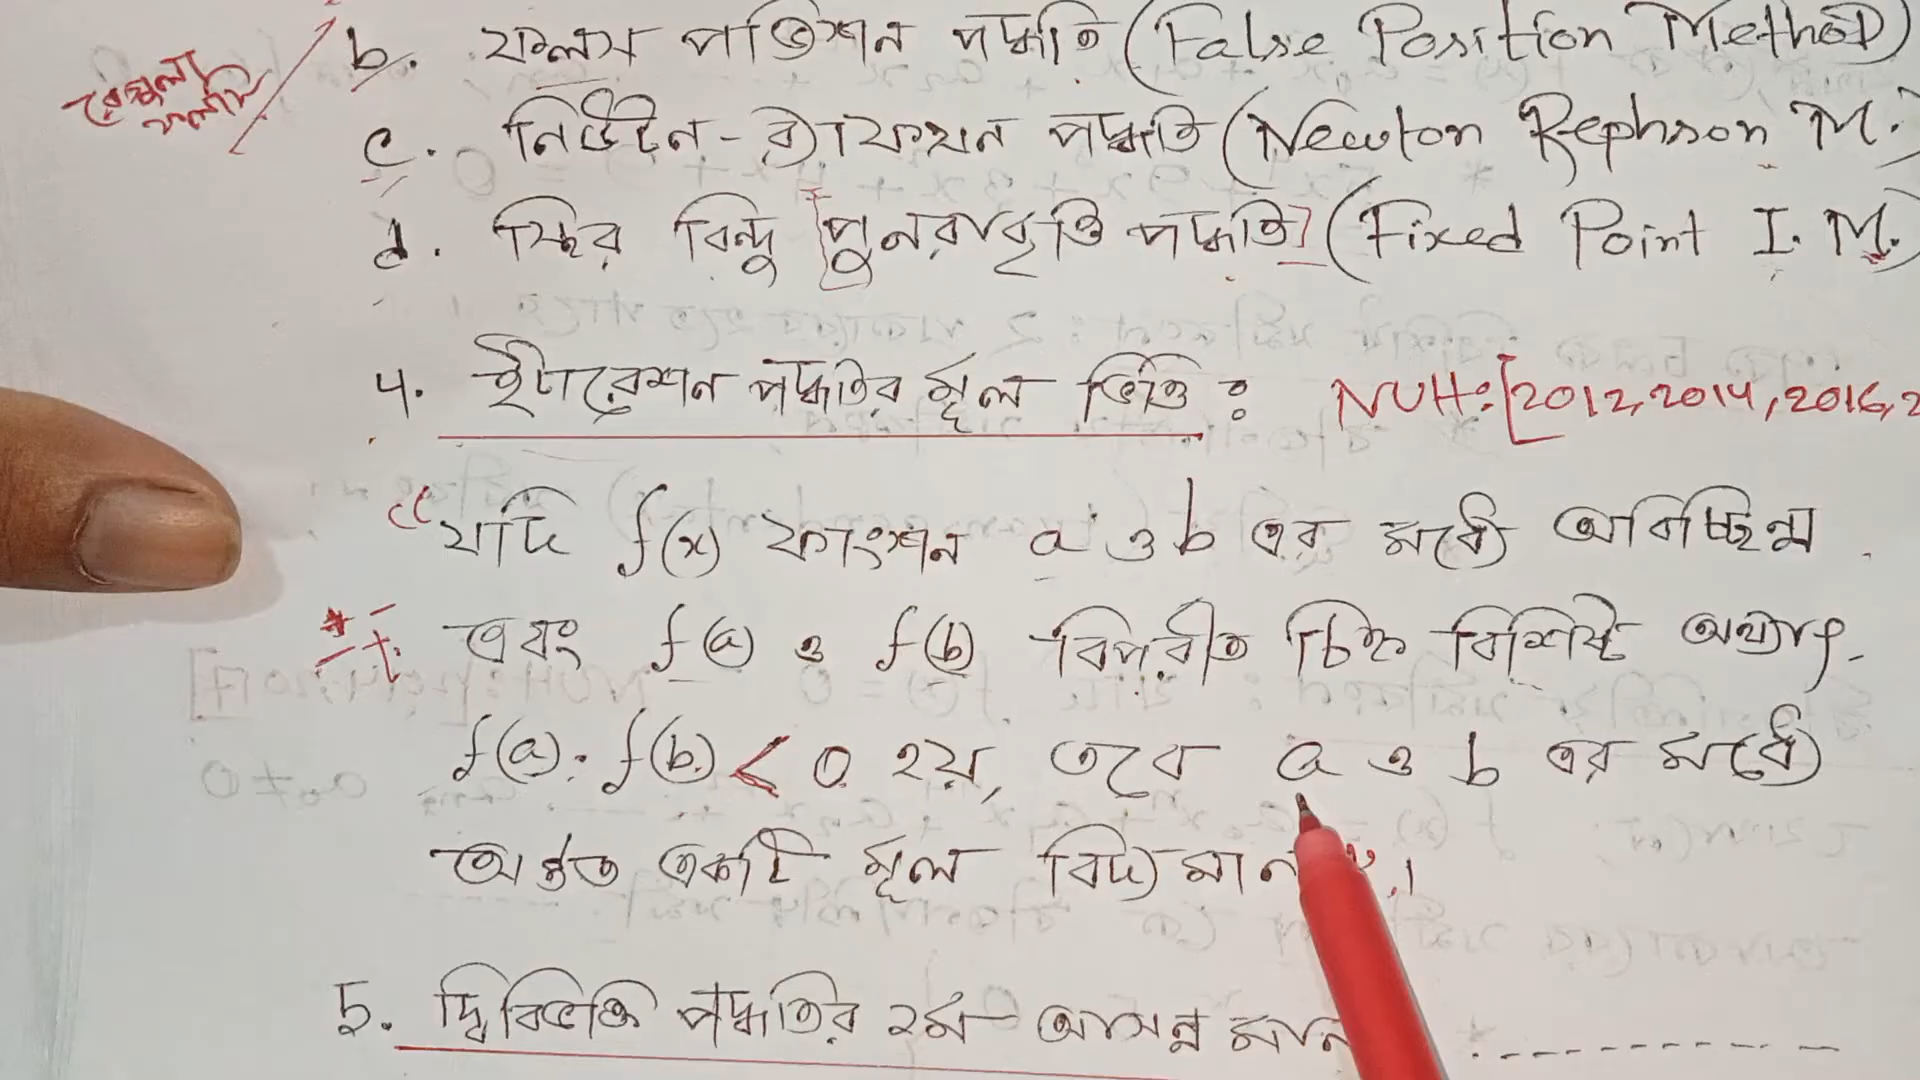 b. ফলস পজিশন পদ্ধতি (False Position Method)
রেগুলা ফলসি
c. নিউটন-র‍্যাফসন পদ্ধতি (Newton Rephson M.)
d. স্থির বিন্দু [পুনরাবৃত্তি পদ্ধতি] (Fixed Point I. M.)
4. ইটারেশন পদ্ধতির মূল ভিত্তি : NUH:[2012,2014,2016,2
“যদি f(x) ফাংশন a ও b এর মধ্যে অবিচ্ছিন্ন
* এবং f(a) ও f(b) বিপরীত চিহ্ন বিশিষ্ট অর্থাৎ
f(a). f(b) < 0 হয়, তবে a ও b এর মধ্যে
অন্তত একটি মূল বিদ্যমান”।
5. দ্বিবিভক্তি পদ্ধতির ২য় আসন্ন মান